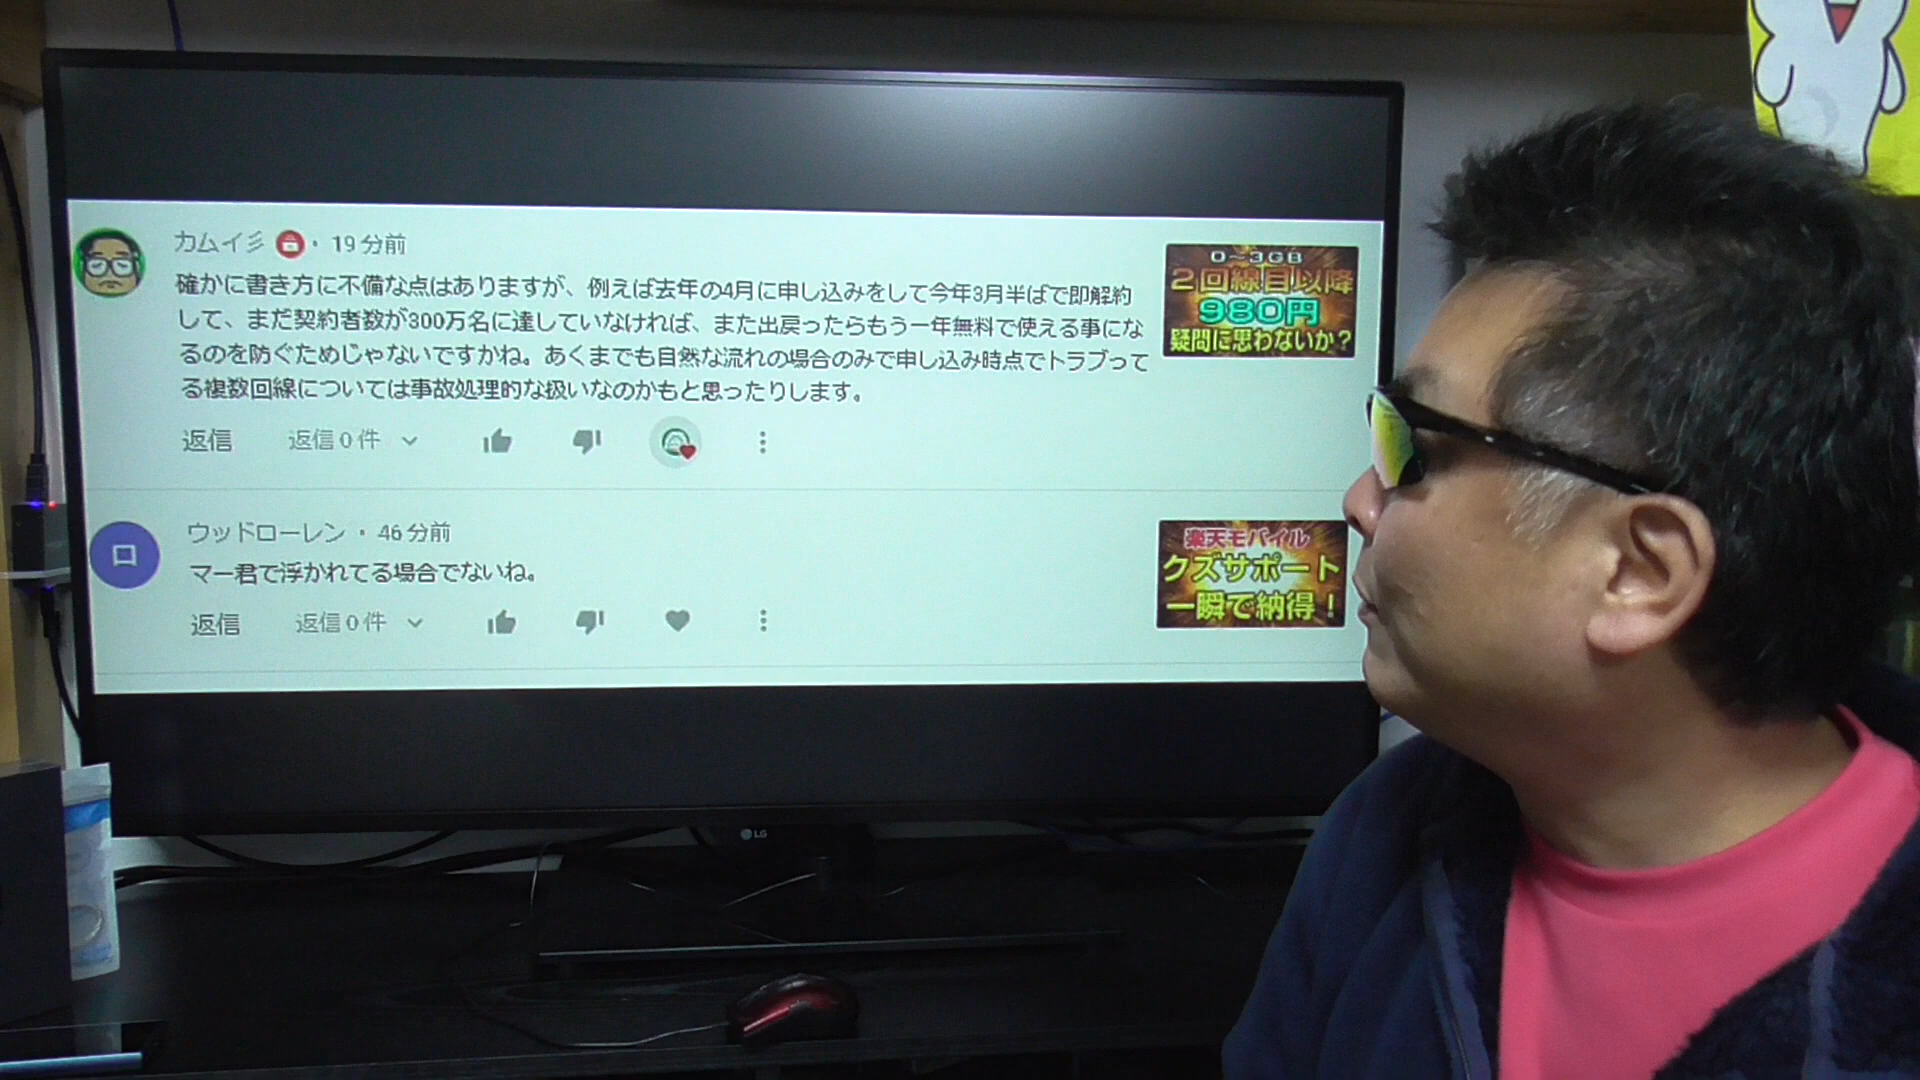 カムイ彡 ・ 19 分前
確かに書き方に不備な点はありますが、例えば去年の4月に申し込みをして今年3月半ばで即解約
して、まだ契約者数が300万名に達していなければ、また出戻ったらもう一年無料で使える事にな
るのを防ぐためじゃないですかね。あくまでも自然な流れの場合のみで申し込み時点でトラブって
る複数回線については事故処理的な扱いなのかもと思ったりします。
返信 返信 0 件
0～3GB
2回線目以降
980円
疑問に思わないか？
ロ
ウッドローレン ・ 46 分前
マー君で浮かれてる場合でないね。
返信 返信 0 件
楽天モバイル
クズサポート
一瞬で納得！
LG